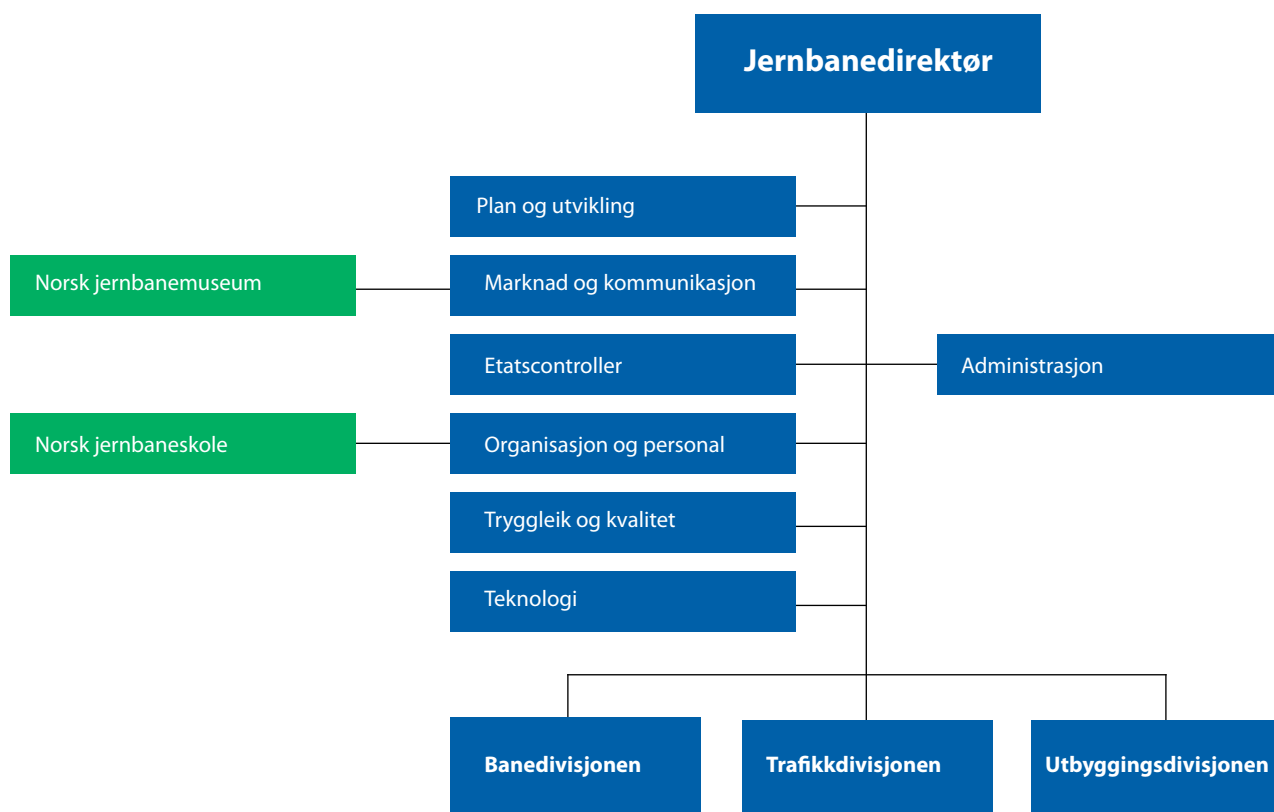 Jernbanedirektør
Plan og utvikling
Norsk jernbanemuseum
Marknad og kommunikasjon
Etatscontroller
Administrasjon
Norsk jernbaneskole
Organisasjon og personal
Tryggleik og kvalitet
Teknologi
Banedivisjonen
Trafikkdivisjonen
Utbyggingsdivisjonen